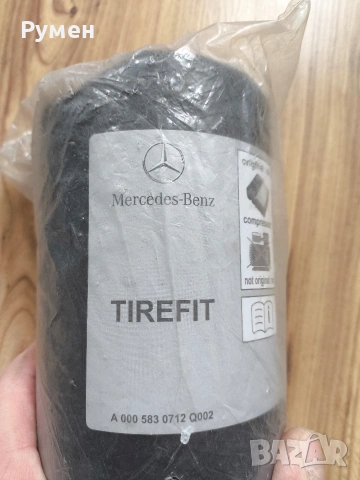 Румен
Mercedes-Benz
TIREFIT
A 000 583 0712 Q002
original
compressor
not original
BAZAR